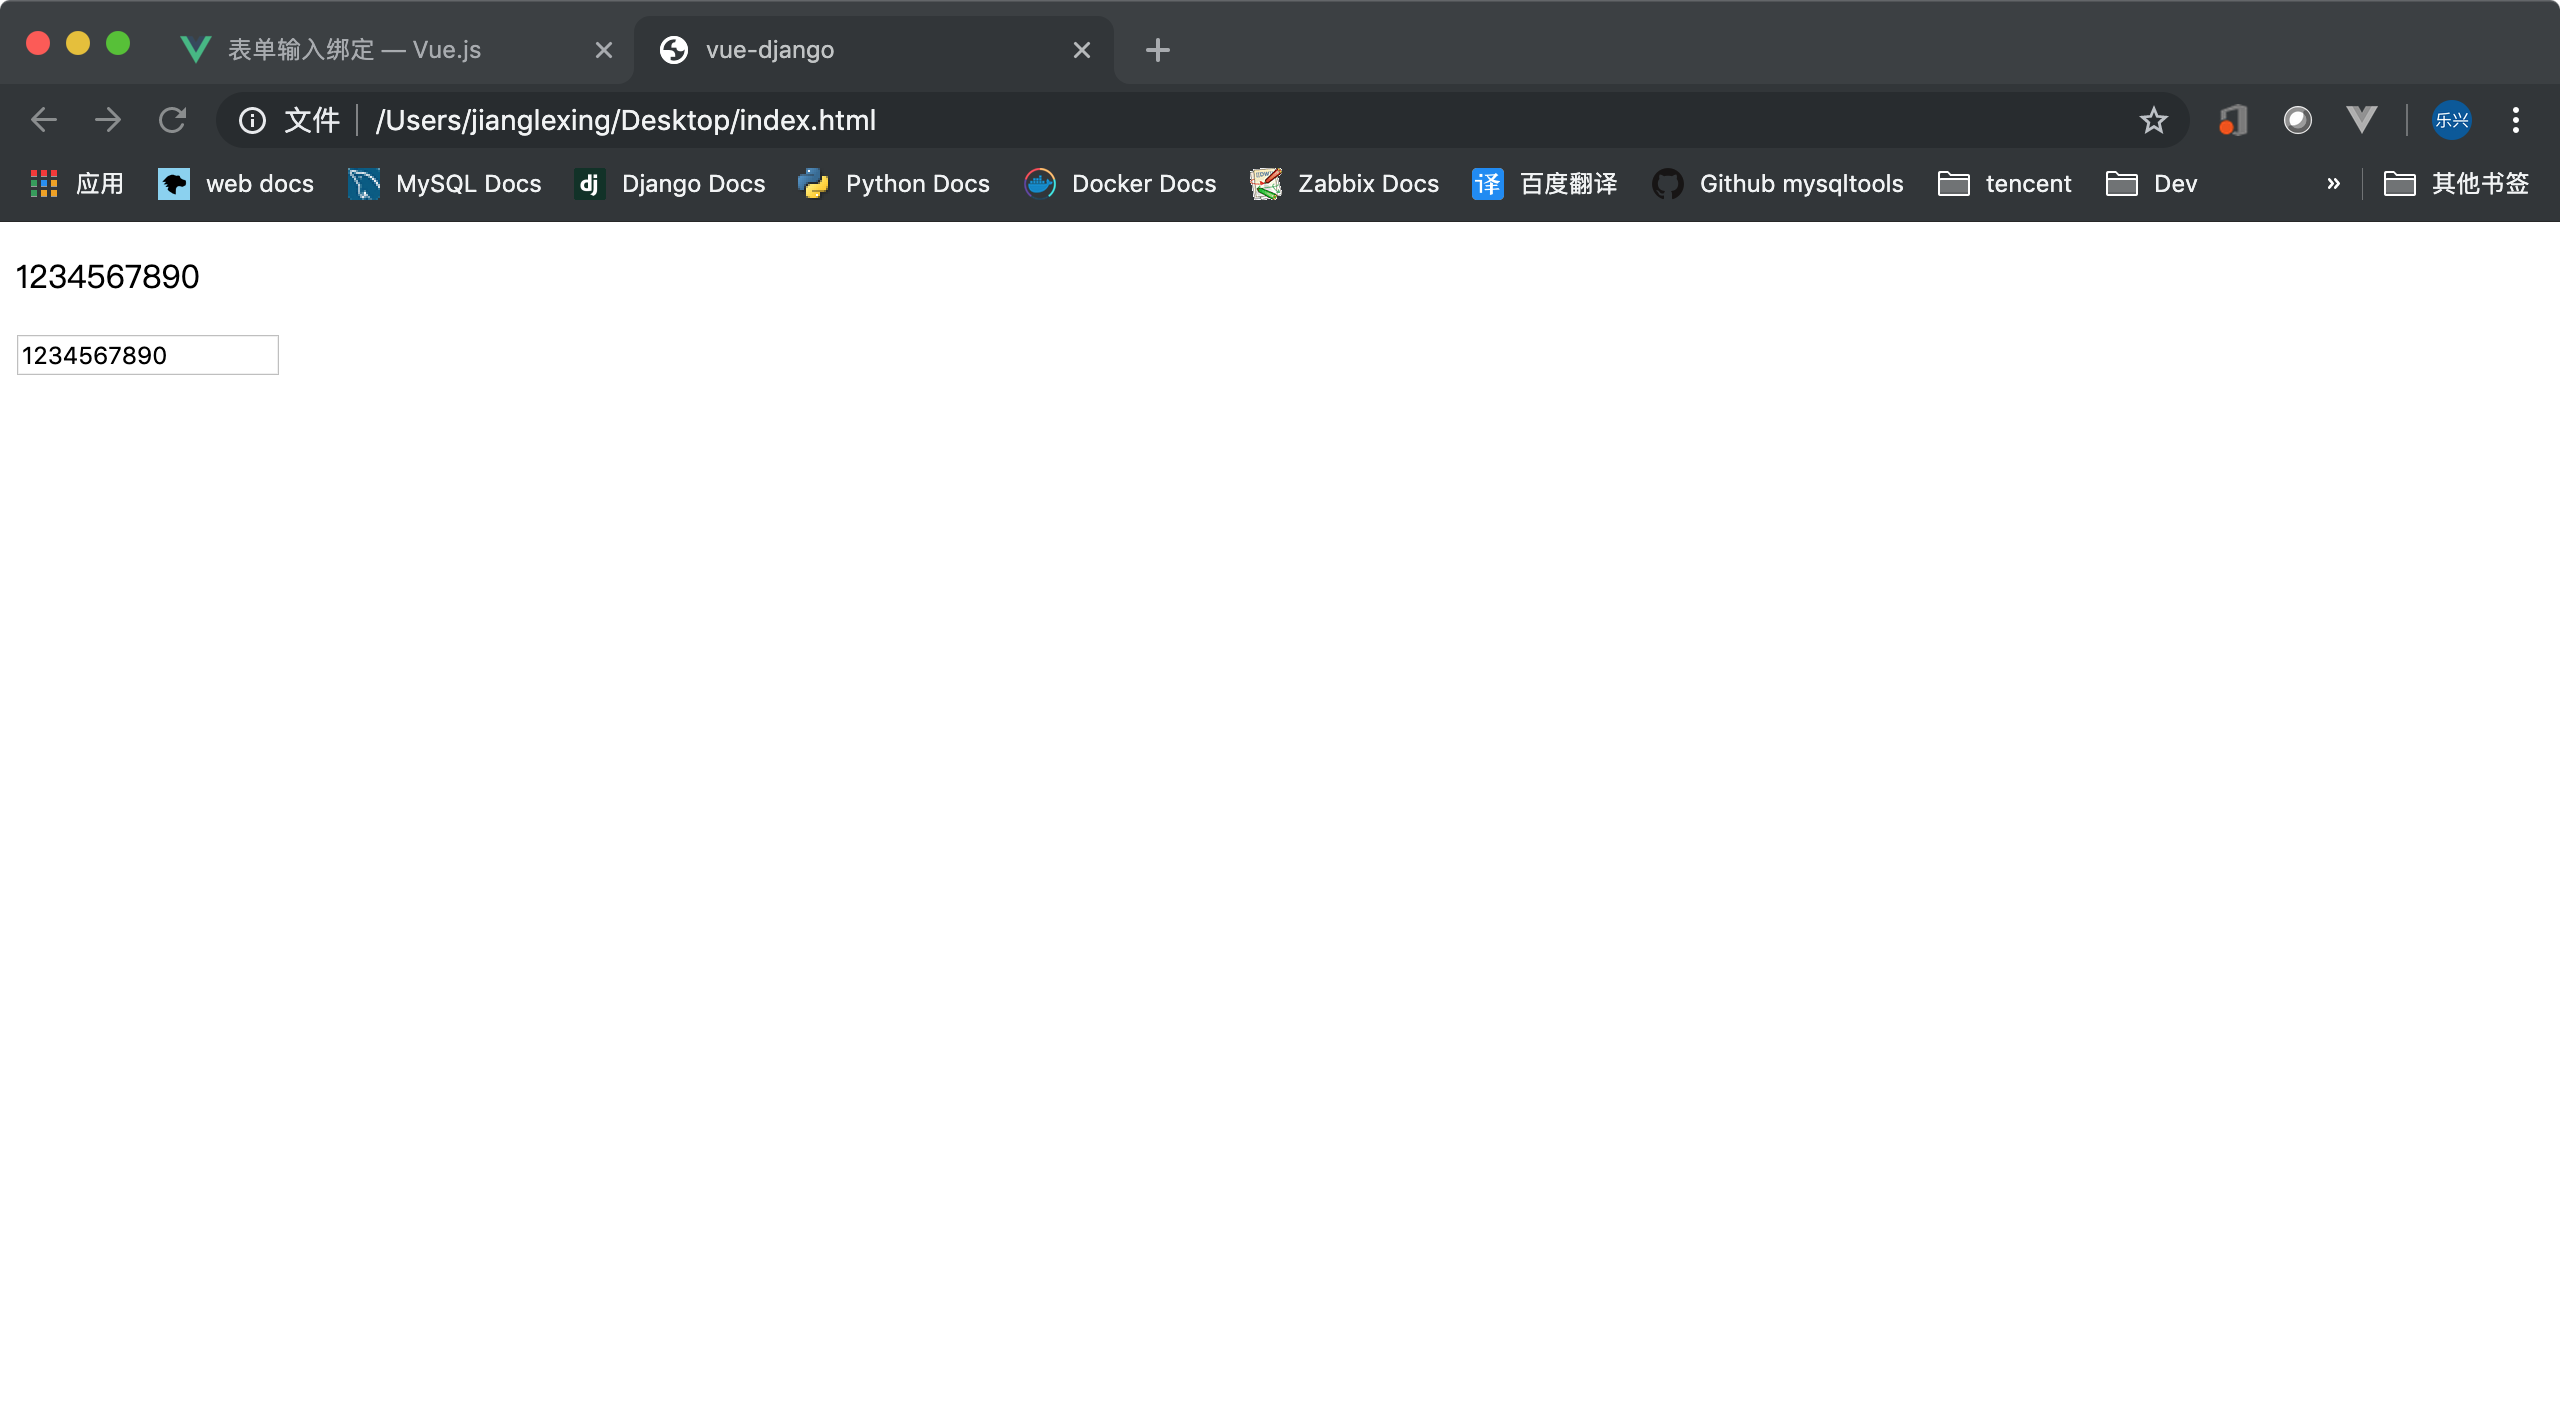 表单输入绑定 — Vue.js
vue-django
文件 /Users/jianglexing/Desktop/index.html
乐兴
应用 web docs MySQL Docs dj Django Docs Python Docs Docker Docs Zabbix Docs 译 百度翻译 Github mysqltools tencent Dev » 其他书签
1234567890
1234567890